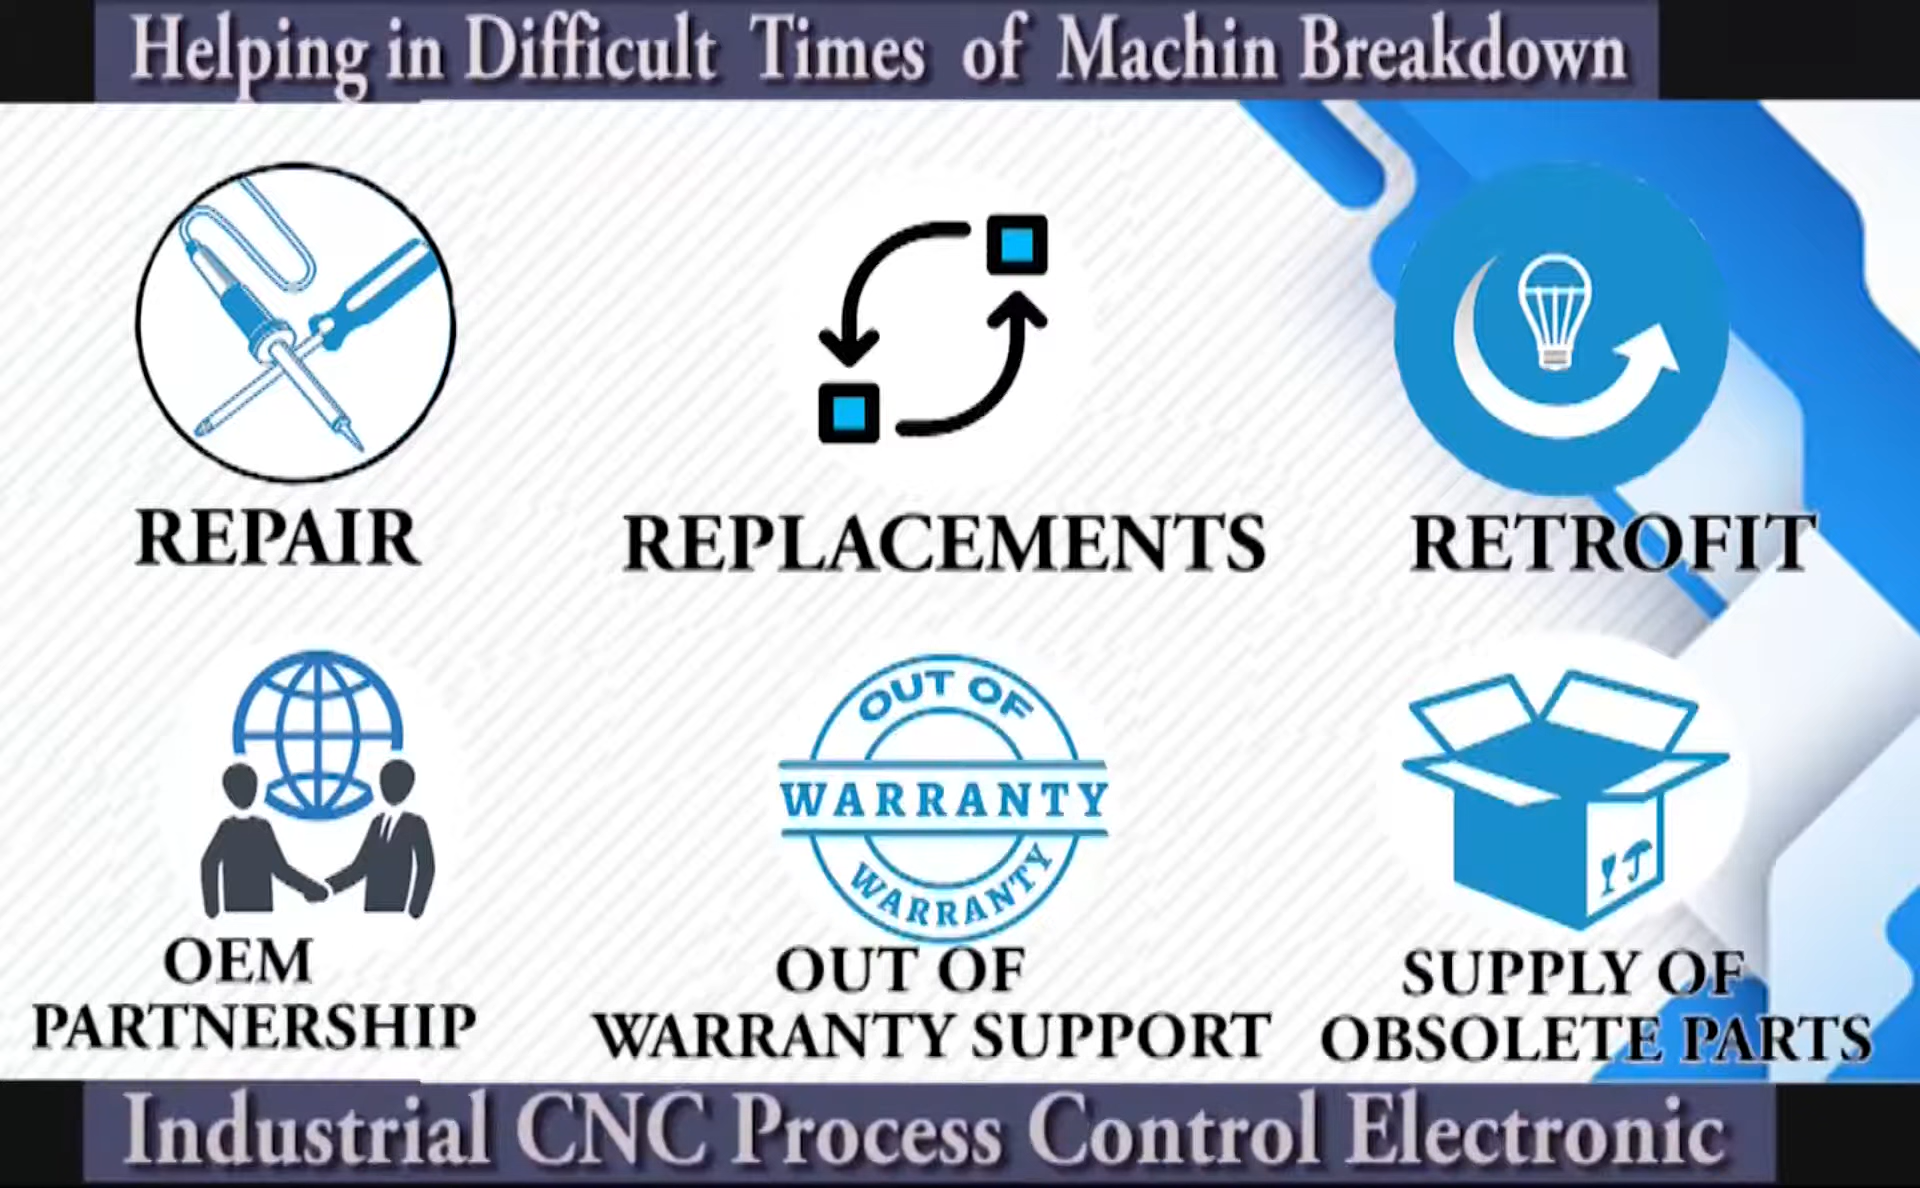 Helping in Difficult Times of Machin Breakdown
REPAIR
REPLACEMENTS
RETROFIT
OUT OF
WARRANTY
WARRANTY
OEM
PARTNERSHIP
OUT OF
WARRANTY SUPPORT
SUPPLY OF
OBSOLETE PARTS
Industrial CNC Process Control Electronic